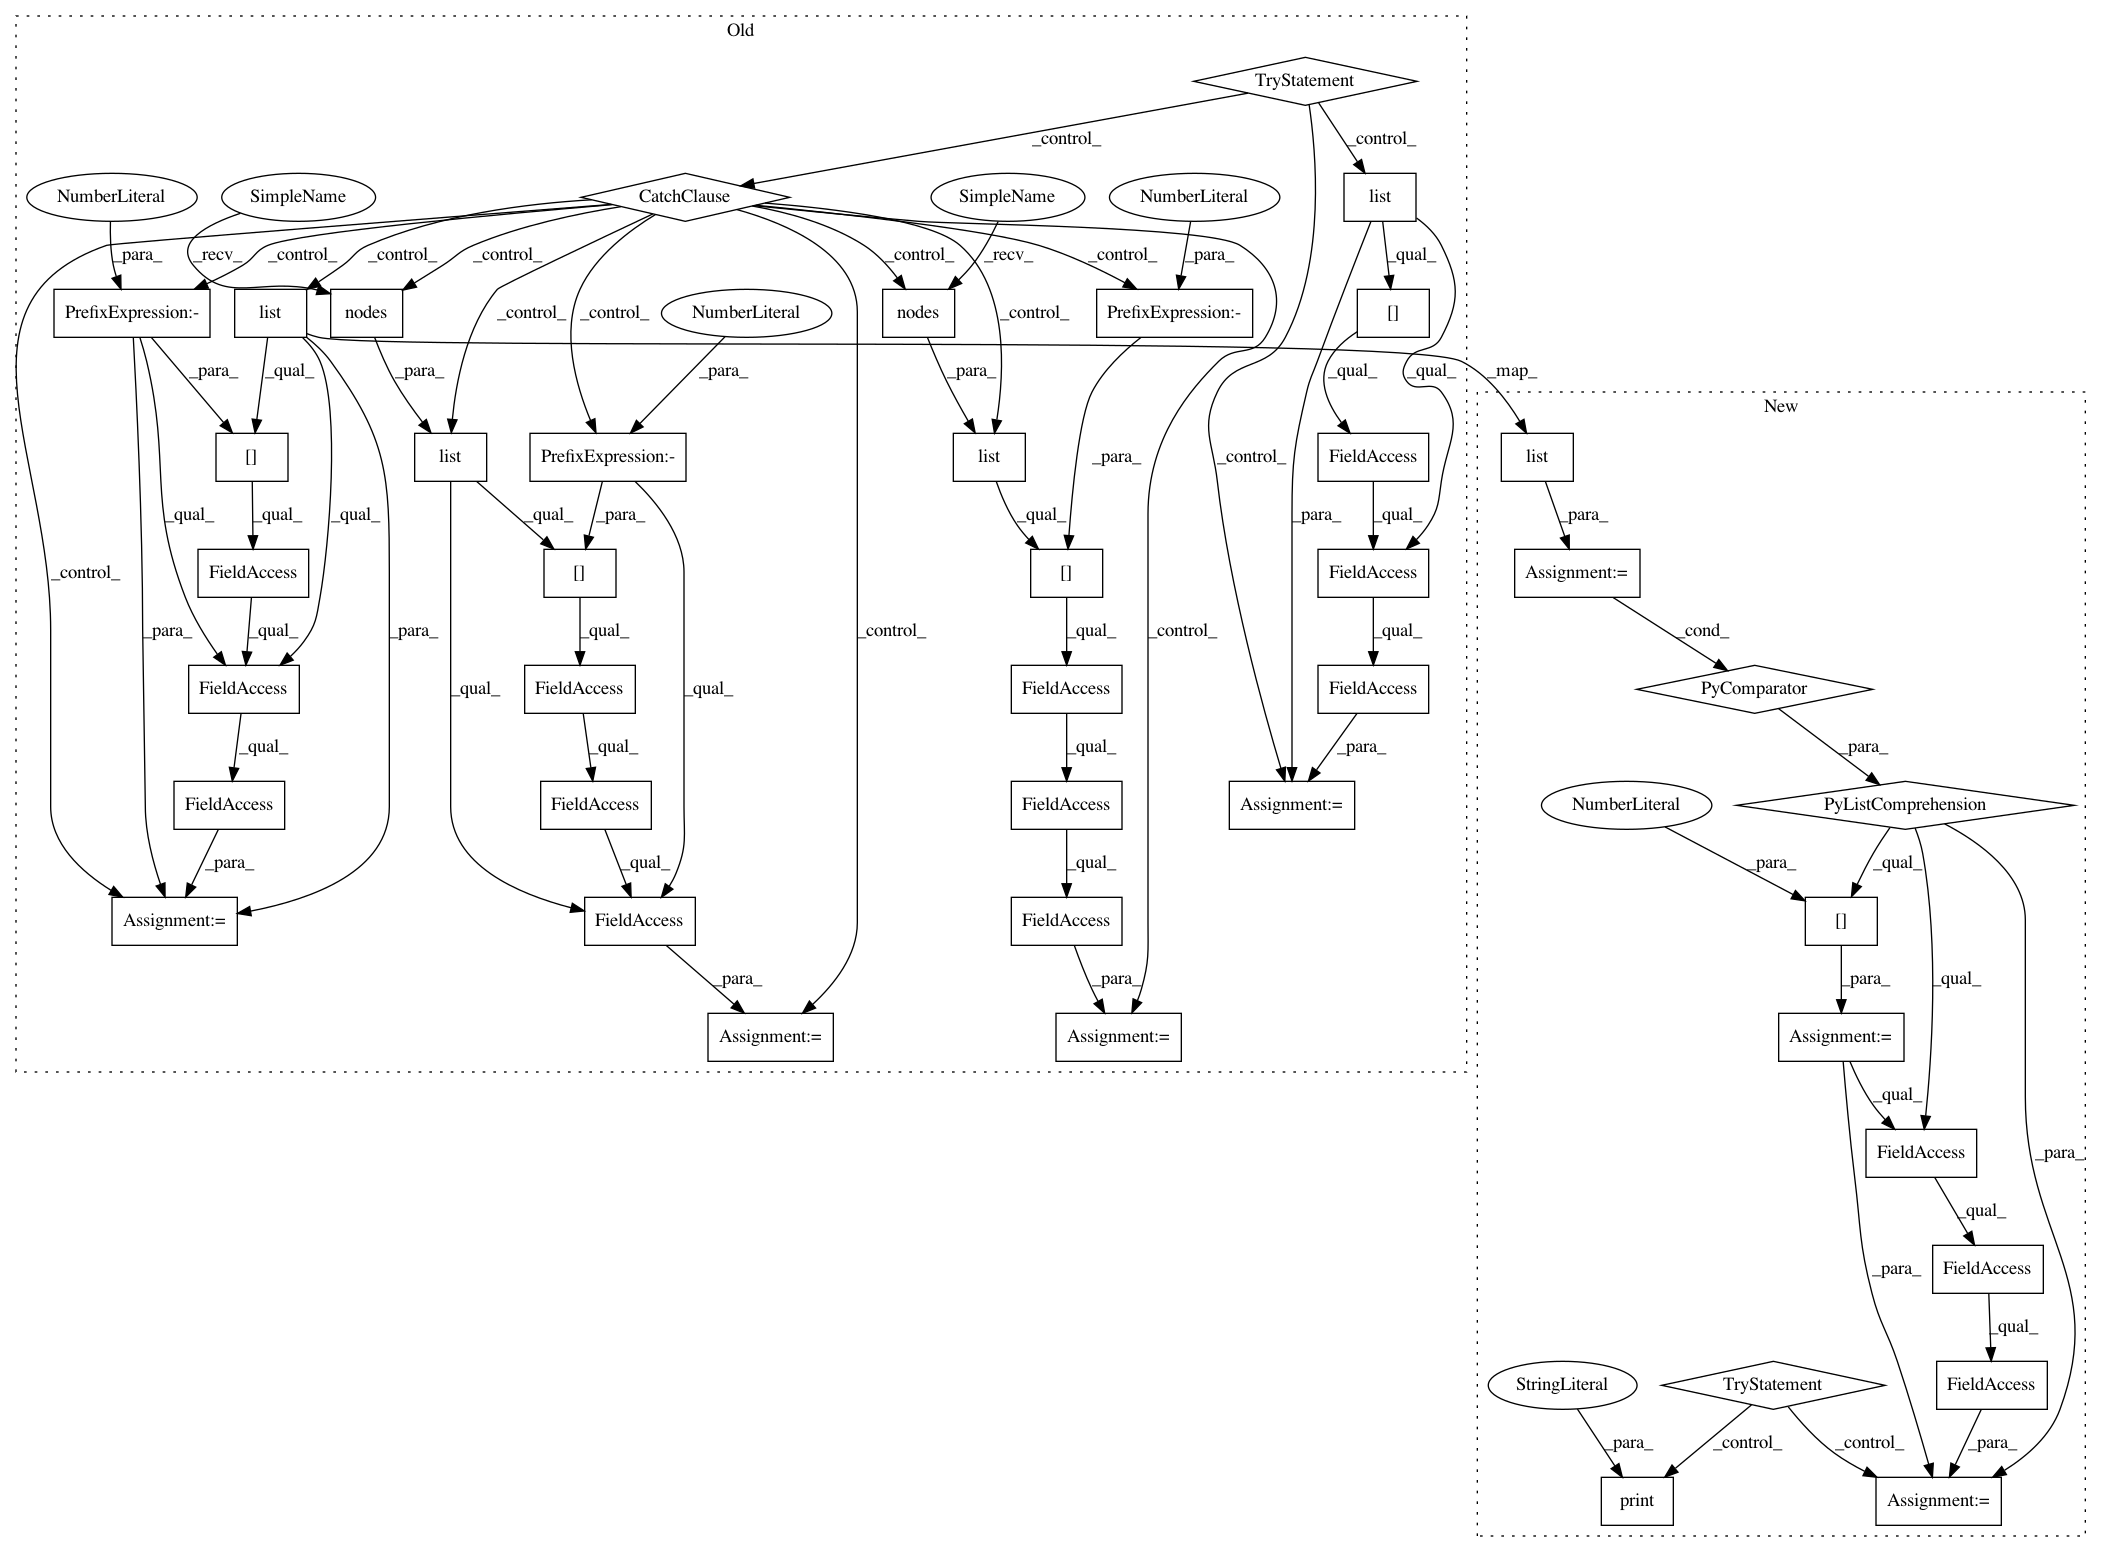 Old
TryStatement
_control_
_control_
NumberLiteral
SimpleName
CatchClause
SimpleName
NumberLiteral
list
_para_
_recv_
_control_
_control_
_control_
_control_
_recv_
_control_
_para_
_qual_
PrefixExpression:-
list
nodes
_control_
_control_
NumberLiteral
nodes
_control_
PrefixExpression:-
[]
_para_
_qual_
_para_
_para_
_para_
_qual_
_qual_
_map_
New
[]
list
PrefixExpression:-
list
_para_
_control_
FieldAccess
list
_qual_
_qual_
_qual_
_qual_
_para_
_qual_
_para_
_qual_
_para_
_control_
FieldAccess
[]
[]
FieldAccess
Assignment:=
_qual_
_para_
_para_
_qual_
_control_
_qual_
_control_
_qual_
_cond_
FieldAccess
_qual_
FieldAccess
_qual_
FieldAccess
FieldAccess
PyComparator
_qual_
_qual_
_qual_
_para_
_para_
FieldAccess
FieldAccess
FieldAccess
Assignment:=
NumberLiteral
PyListComprehension
_para_
_qual_
_qual_
_para_
_qual_
Assignment:=
FieldAccess
FieldAccess
[]
_para_
_para_
_para_
_qual_
Assignment:=
Assignment:=
Assignment:=
_qual_
FieldAccess
_para_
_qual_
_para_
FieldAccess
_qual_
StringLiteral
TryStatement
FieldAccess
_para_
_control_
_control_
_para_
print
Assignment:=